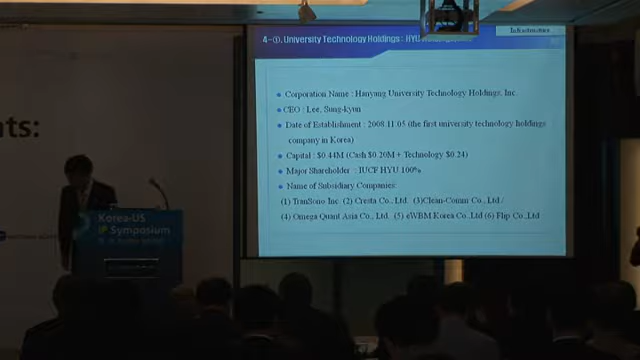 4-①. University Technology Holdings : HYU
Infrastructures
Corporation Name : Hanyang University Technology Holdings, Inc.
CEO : Lee, Sung-kyun
Date of Establishment : 2008.11.05 (the first university technology holdings
company in Korea)
Capital : $0.44M (Cash $0.20M + Technology $0.24)
Major Shareholder : IUCF HYU 100%
Name of Subsidiary Companies:
(1) TranSono Inc. (2) Cresta Co., Ltd. (3)Clean-Comm Co., Ltd./
(4) Omega Quant Asia Co., Ltd. (5) eWBM Korea Co., Ltd (6) Flip Co., Ltd
ts:
Korea-US
IP Symposium